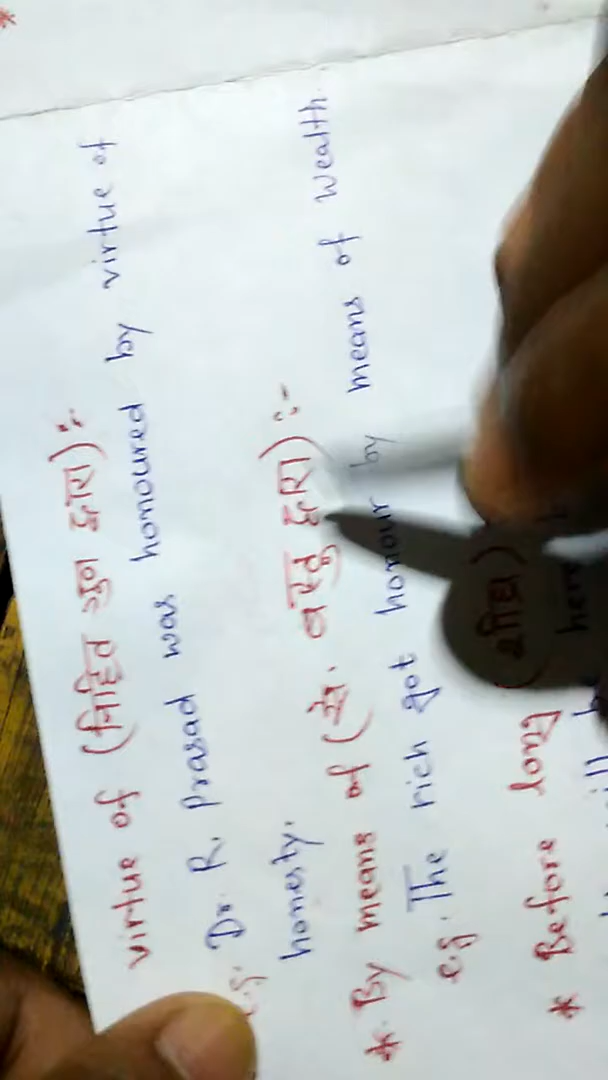 virtue of (निहित गुण द्वारा):-
e.g. Dr. R. Prasad was honoured by virtue of
honesty.
* By means of (से. वस्तु द्वारा) :-
e.g. The rich got honour by means of wealth.
* Before long (शीघ्र)
will